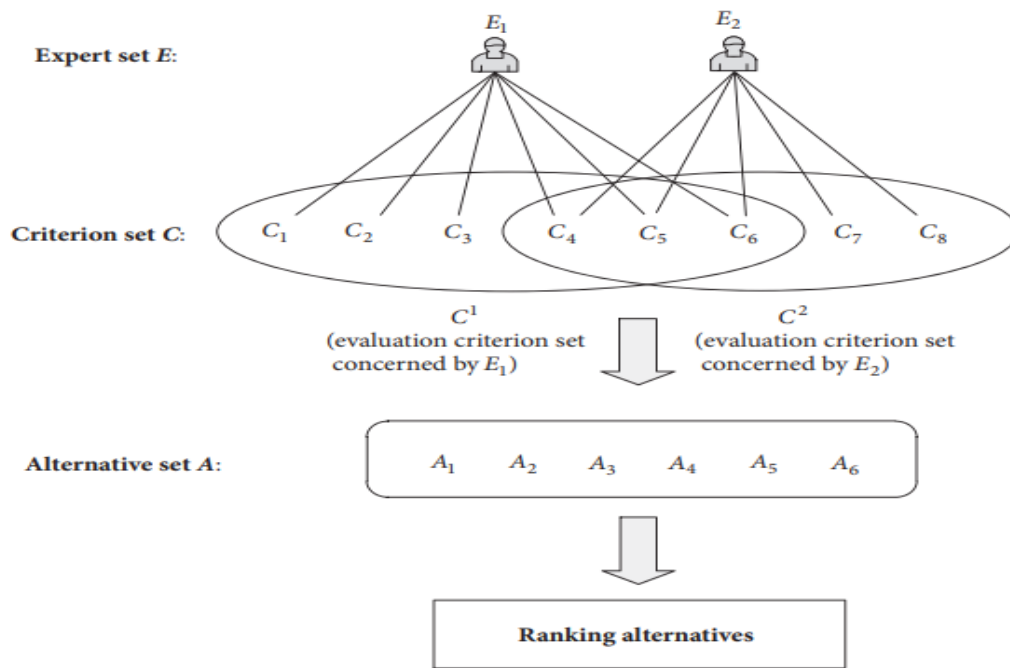 E₁ E₂
Expert set E:
Criterion set C: C₁ C₂ C₃ C₄ C₅ C₆ C₇ C₈
C¹ C²
(evaluation criterion set (evaluation criterion set
concerned by E₁) concerned by E₂)
Alternative set A: A₁ A₂ A₃ A₄ A₅ A₆
Ranking alternatives